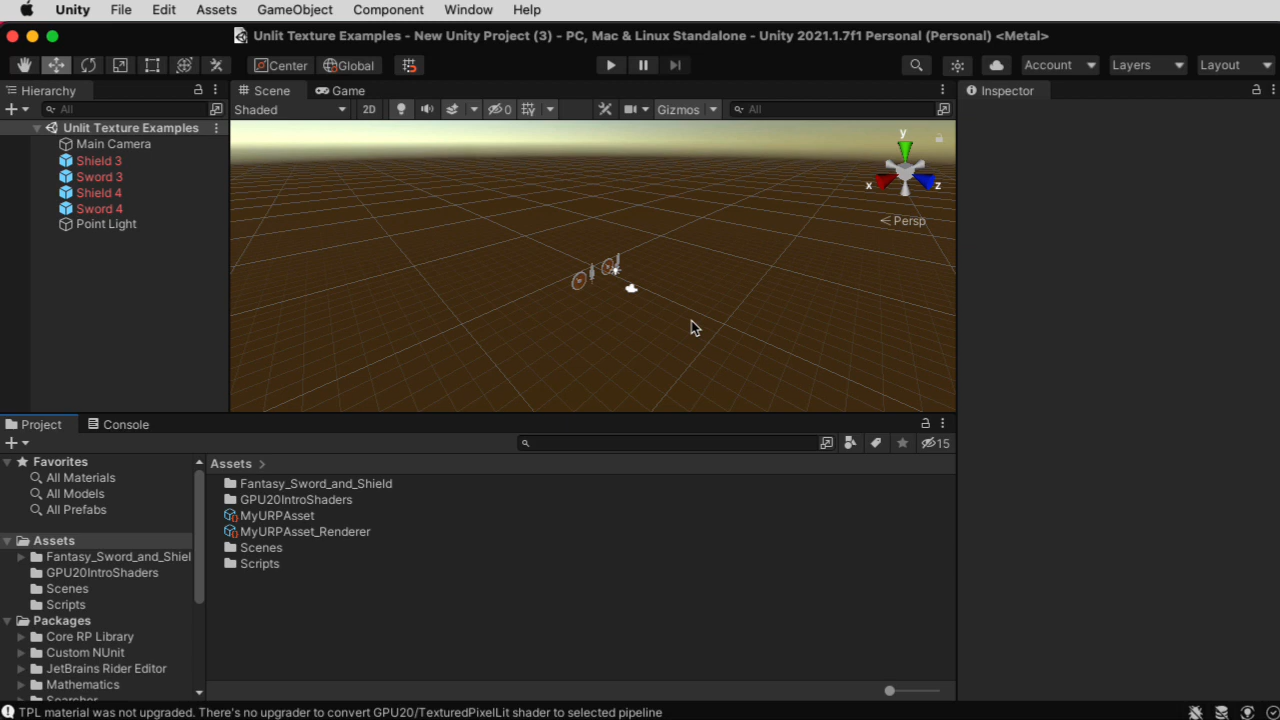 Unity File Edit Assets GameObject Component Window Help
Unlit Texture Examples - New Unity Project (3) - PC, Mac & Linux Standalone - Unity 2021.1.7f1 Personal (Personal) <Metal>
Center Global Account Layers Layout
Hierarchy Scene Game Inspector
All Shaded 2D 0 Gizmos All
Unlit Texture Examples
Main Camera
Shield 3
Sword 3
Shield 4
Sword 4
Point Light
y
x z
Persp
Project Console
15
Favorites
All Materials
All Models
All Prefabs
Assets
Fantasy_Sword_and_Shiel
GPU20IntroShaders
Scenes
Scripts
Packages
Core RP Library
Custom NUnit
JetBrains Rider Editor
Mathematics
Assets
Fantasy_Sword_and_Shield
GPU20IntroShaders
MyURPAsset
MyURPAsset_Renderer
Scenes
Scripts
TPL material was not upgraded. There's no upgrader to convert GPU20/TexturedPixelLit shader to selected pipeline